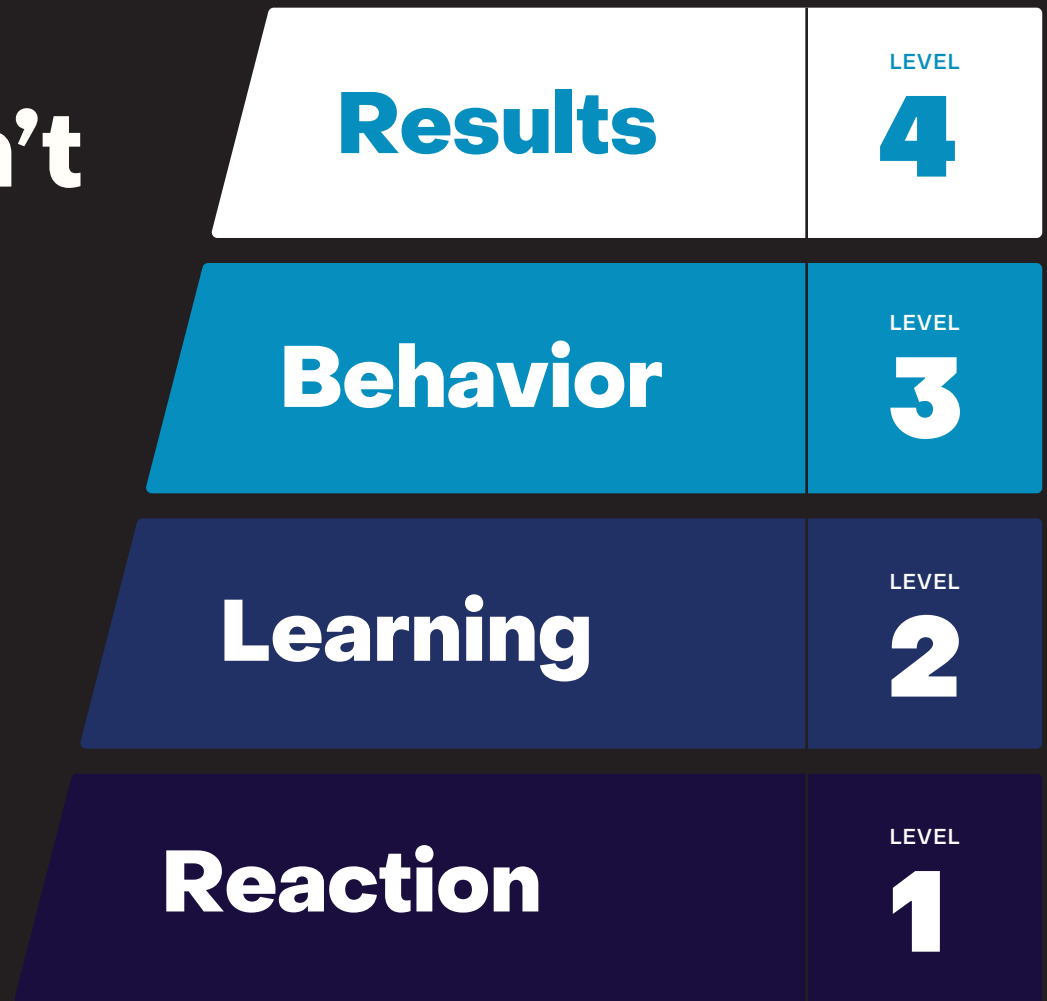 Results
LEVEL
4
’t
Behavior
LEVEL
3
Learning
LEVEL
2
Reaction
LEVEL
1